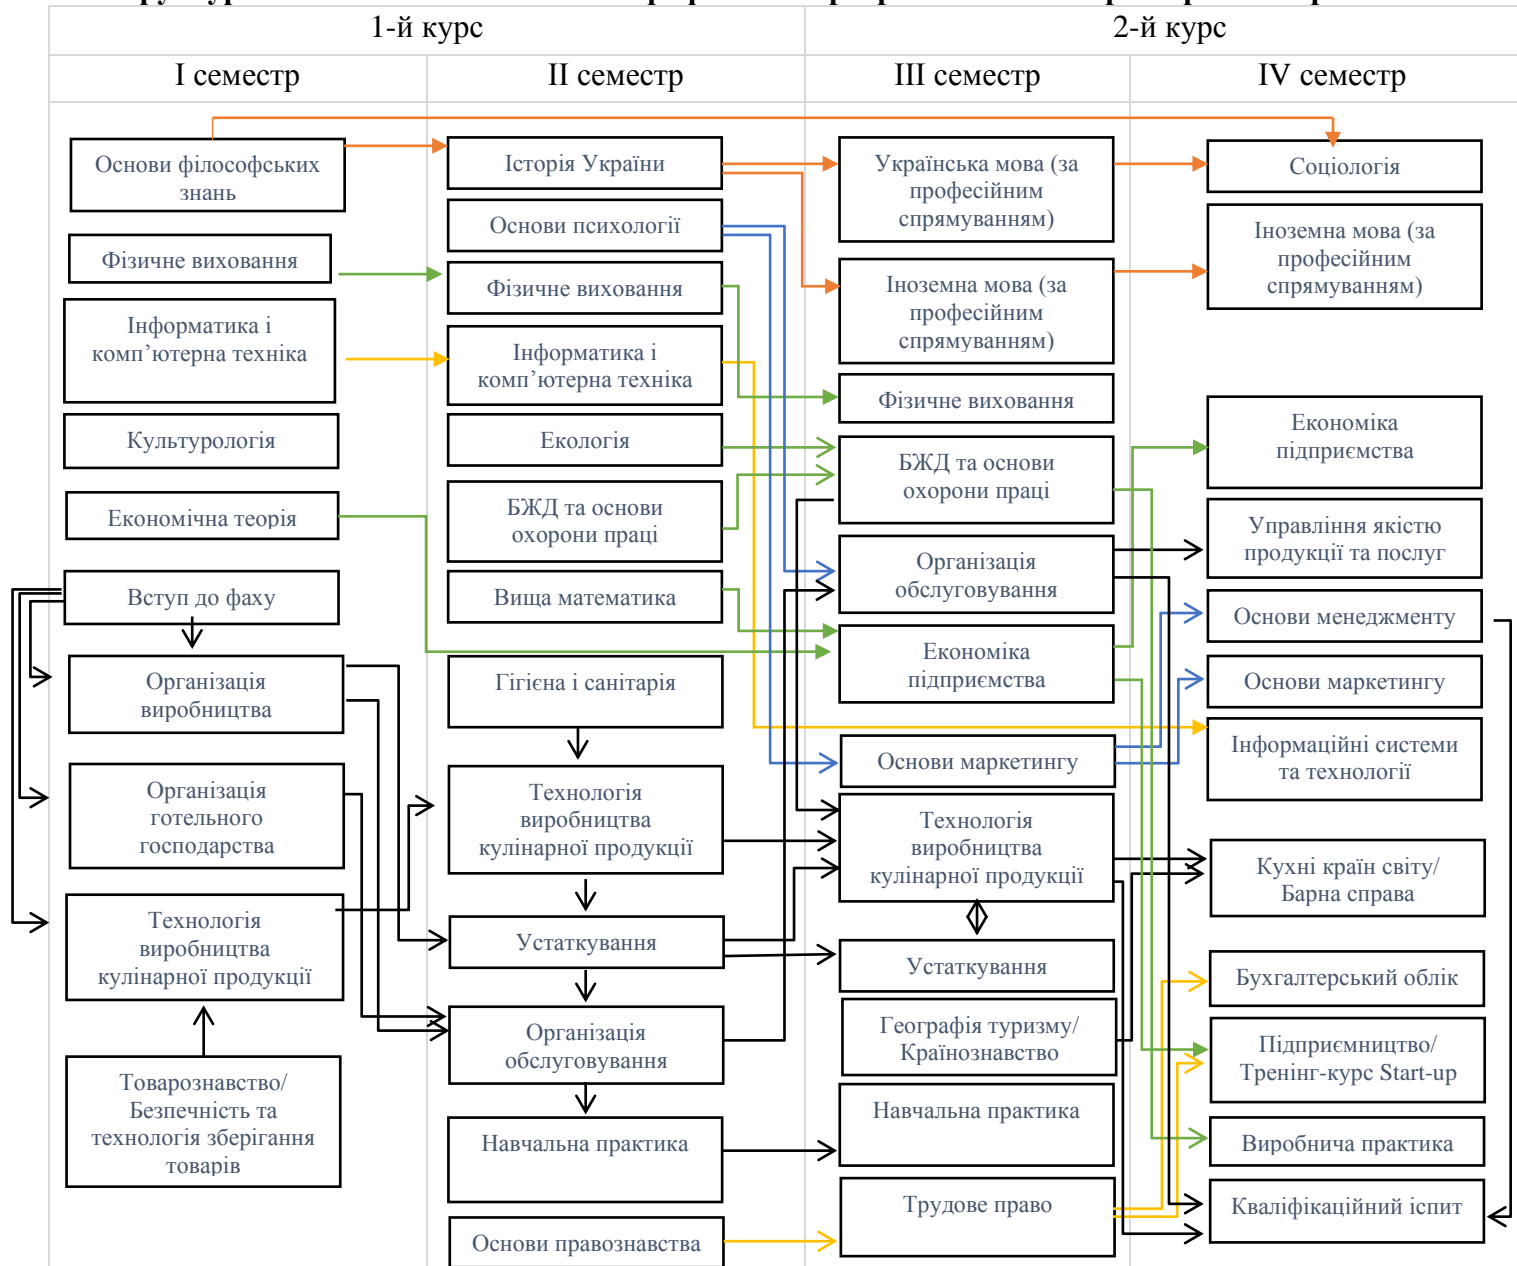 1-й курс
2-й курс
I семестр
II семестр
III семестр
IV семестр
Основи філософських
знань
Фізичне виховання
Інформатика і
комп’ютерна техніка
Культурологія
Економічна теорія
Вступ до фаху
Організація
виробництва
Організація
готельного
господарства
Технологія
виробництва
кулінарної продукції
Товарознавство/
Безпечність та
технологія зберігання
товарів
Історія України
Основи психології
Фізичне виховання
Інформатика і
комп’ютерна техніка
Екологія
БЖД та основи
охорони праці
Вища математика
Гігієна і санітарія
Технологія
виробництва
кулінарної продукції
Устаткування
Організація
обслуговування
Навчальна практика
Основи правознавства
Українська мова (за
професійним
спрямуванням)
Іноземна мова (за
професійним
спрямуванням)
Фізичне виховання
БЖД та основи
охорони праці
Організація
обслуговування
Економіка
підприємства
Основи маркетингу
Технологія
виробництва
кулінарної продукції
Устаткування
Географія туризму/
Країнознавство
Навчальна практика
Трудове право
Соціологія
Іноземна мова (за
професійним
спрямуванням)
Економіка
підприємства
Управління якістю
продукції та послуг
Основи менеджменту
Основи маркетингу
Інформаційні системи
та технології
Кухні країн світу/
Барна справа
Бухгалтерський облік
Підприємництво/
Тренінг-курс Start-up
Виробнича практика
Кваліфікаційний іспит